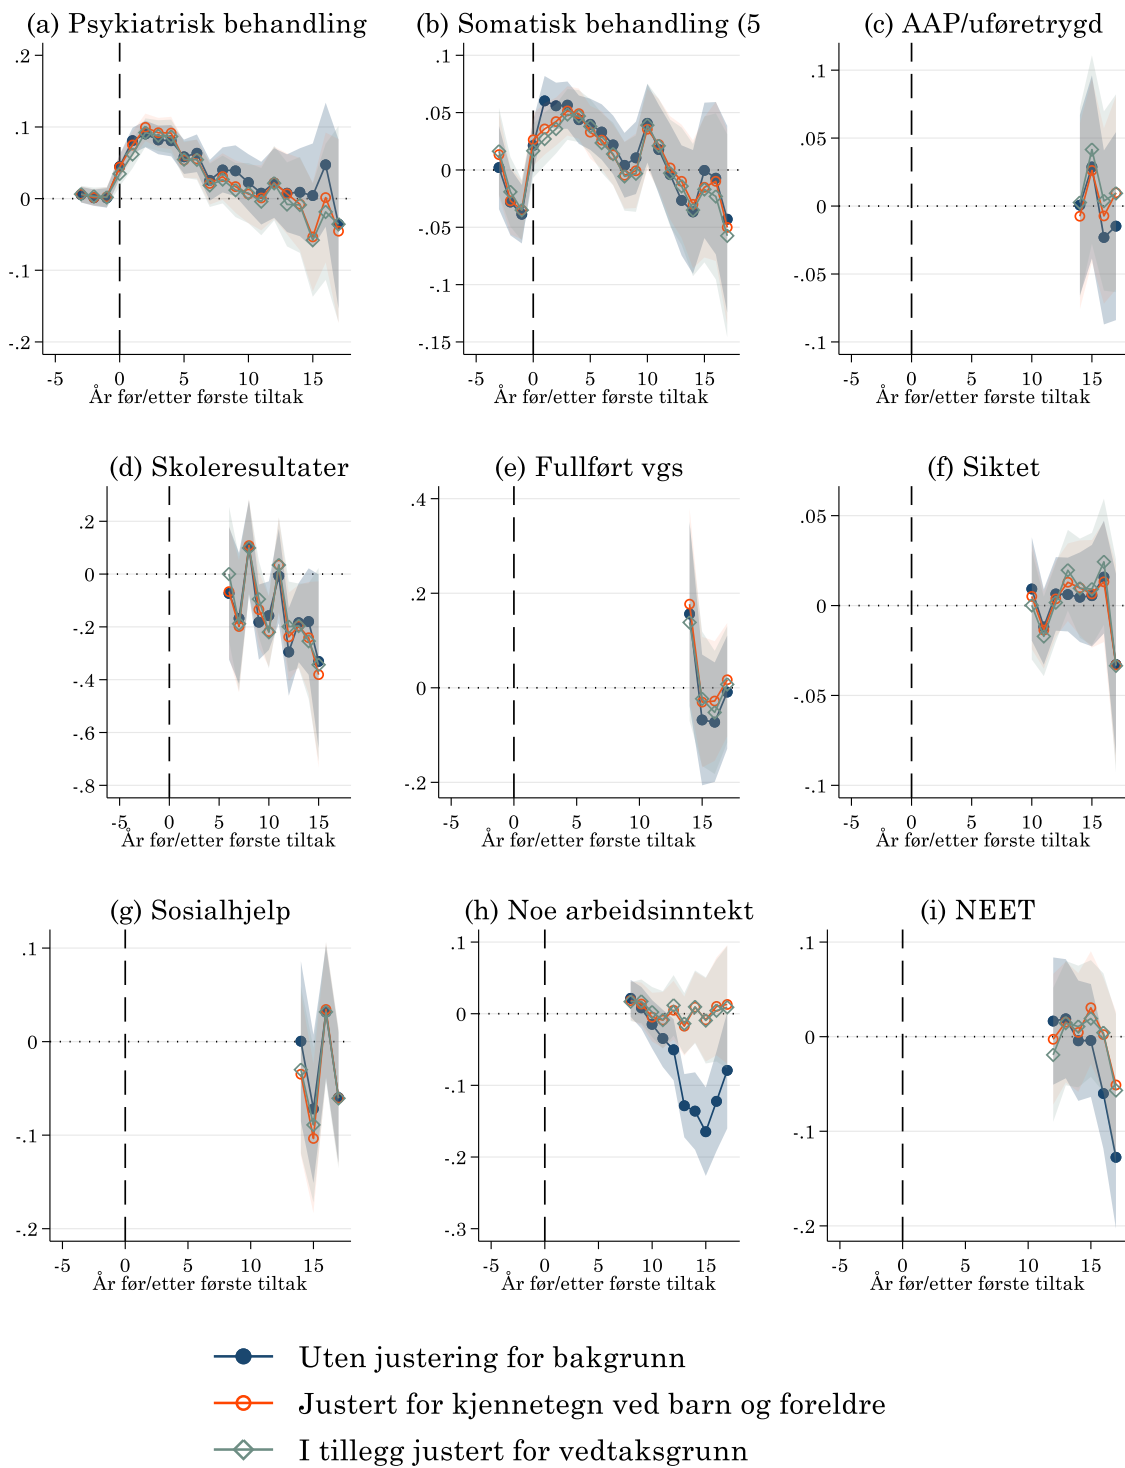 (a) Psykiatrisk behandling
.2
.1
0
-.1
-.2
-5 0 5 10 15
År før/etter første tiltak
(b) Somatisk behandling (5
.1
.05
0
-.05
-.1
-.15
-5 0 5 10 15
År før/etter første tiltak
(c) AAP/uføretrygd
.1
.05
0
-.05
-.1
-5 0 5 10 15
År før/etter første tiltak
(d) Skoleresultater
.2
0
-.2
-.4
-.6
-.8
-5 0 5 10 15
År før/etter første tiltak
(e) Fullført vgs
.4
.2
0
-.2
-5 0 5 10 15
År før/etter første tiltak
(f) Siktet
.05
0
-.05
-.1
-5 0 5 10 15
År før/etter første tiltak
(g) Sosialhjelp
.1
0
-.1
-.2
-5 0 5 10 15
År før/etter første tiltak
(h) Noe arbeidsinntekt
.1
0
-.1
-.2
-.3
-5 0 5 10 15
År før/etter første tiltak
(i) NEET
.1
0
-.1
-.2
-5 0 5 10 15
År før/etter første tiltak
Uten justering for bakgrunn
Justert for kjennetegn ved barn og foreldre
I tillegg justert for vedtaksgrunn